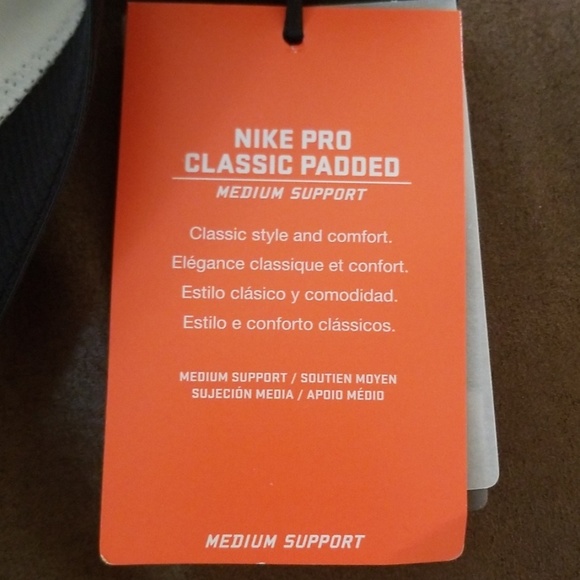 NIKE PRO
CLASSIC PADDED
MEDIUM SUPPORT
Classic style and comfort.
Elégance classique et confort.
Estilo clásico y comodidad.
Estilo e conforto clássicos.
MEDIUM SUPPORT / SOUTIEN MOYEN
SUJECIÓN MEDIA / APOIO MÉDIO
MEDIUM SUPPORT